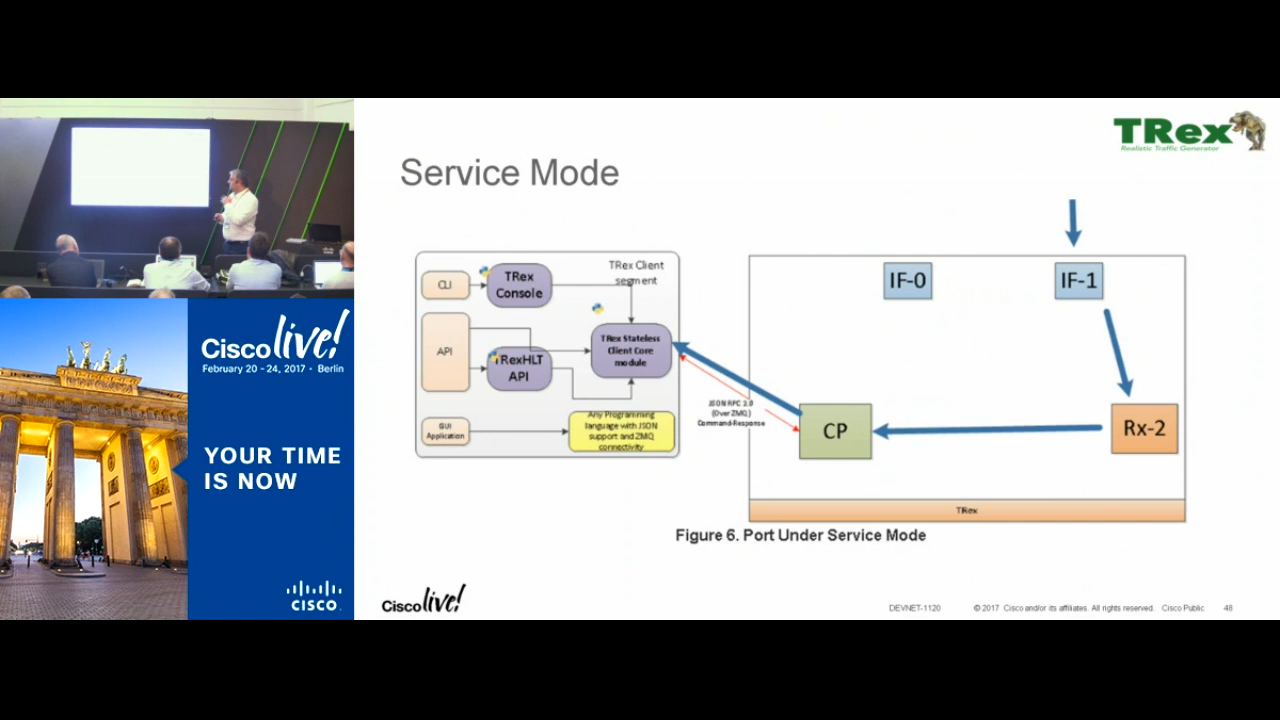 TRex
Realistic Traffic Generator
Service Mode
CLI
TRex
Console
TRex Client
segment
API
TRexHLT
API
TRex Stateless
Client Core
module
GUI
Application
Any Programming
language with JSON
support and ZMQ
connectivity
JSON RPC 2.0
(Over ZMQ)
Command-Response
IF-0
IF-1
CP
Rx-2
TRex
Figure 6. Port Under Service Mode
Cisco live!
February 20 - 24, 2017 • Berlin
YOUR TIME
IS NOW
CISCO
Cisco live!
DEVNET-1120
© 2017 Cisco and/or its affiliates. All rights reserved. Cisco Public
48